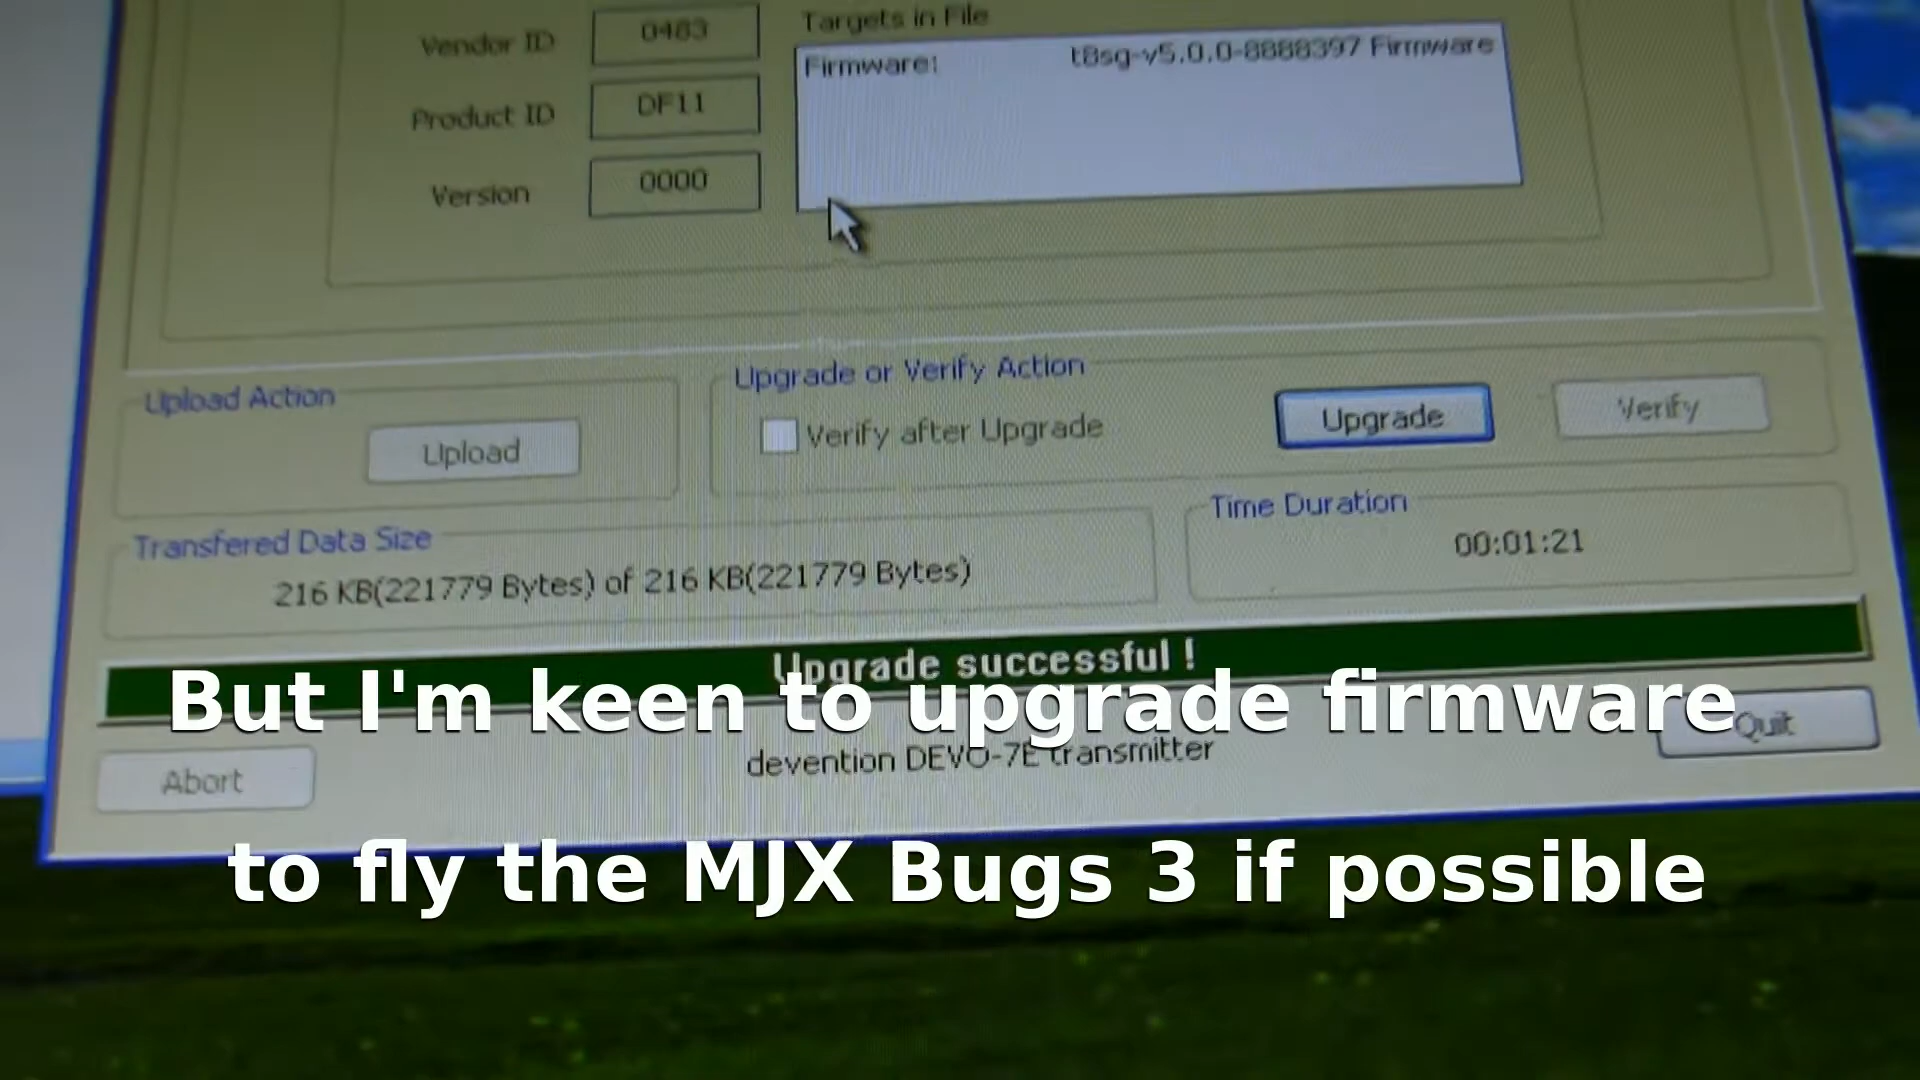 Targets in File
Vendor ID 0483
Firmware: t8sg-v5.0.0-8888397 Firmware
Product ID DF11
Version 0000
Upload Action
Upgrade or Verify Action
Upload
Verify after Upgrade
Upgrade
Verify
Transfered Data Size
Time Duration
216 KB(221779 Bytes) of 216 KB(221779 Bytes)
00:01:21
Upgrade successful !
But I'm keen to upgrade firmware
Quit
Abort
devention DEVO-7E transmitter
to fly the MJX Bugs 3 if possible